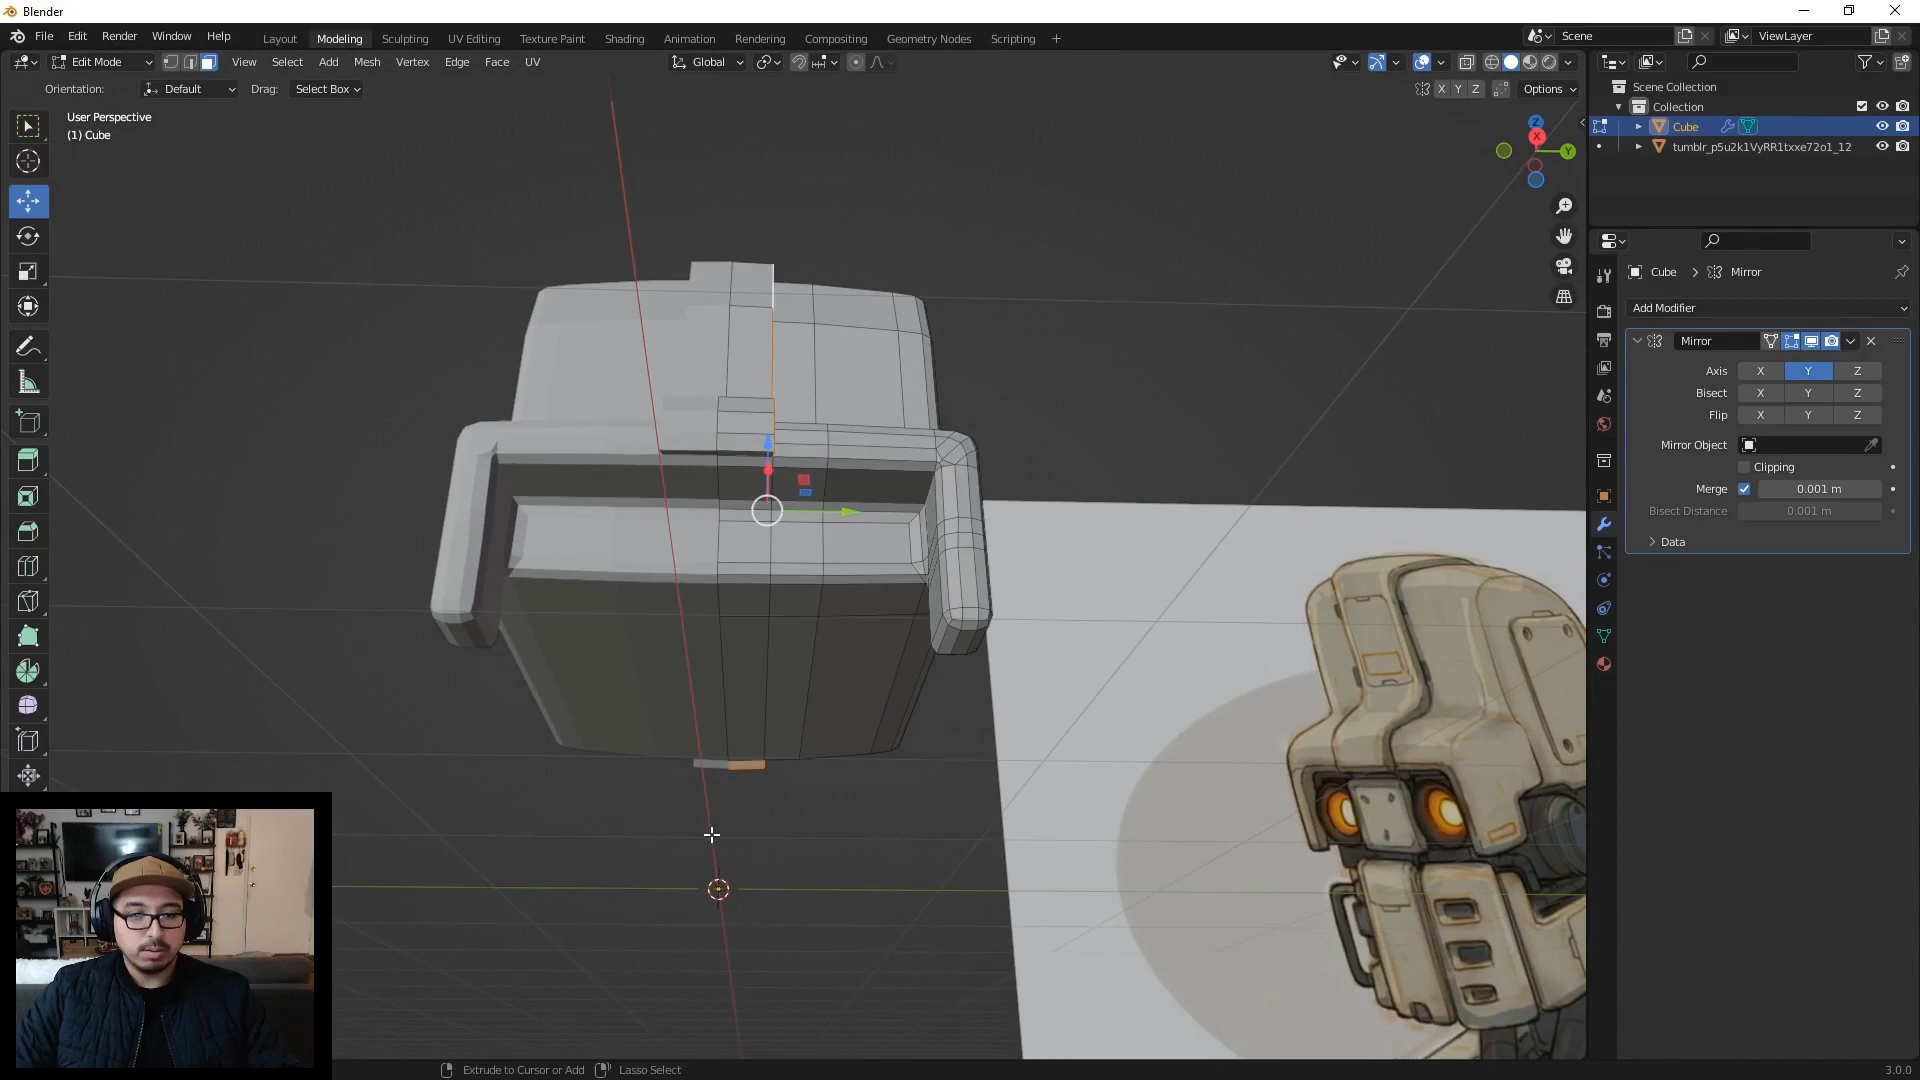 Blender
File Edit Render Window Help
Layout Modeling Sculpting UV Editing Texture Paint Shading Animation Rendering Compositing Geometry Nodes Scripting +
Scene
ViewLayer
Edit Mode
View Select Add Mesh Vertex Edge Face UV
Global
Orientation: Default Drag: Select Box
X Y Z
Options
User Perspective
(1) Cube
Z
X
Y
Scene Collection
Collection
Cube
tumblr_p5u2k1VyRR1txxe72o1_12
Cube > Mirror
Add Modifier
Mirror
Axis X Y Z
Bisect X Y Z
Flip X Y Z
Mirror Object
Clipping
Merge 0.001 m
Bisect Distance 0.001 m
Data
Extrude to Cursor or Add
Lasso Select
3.0.0